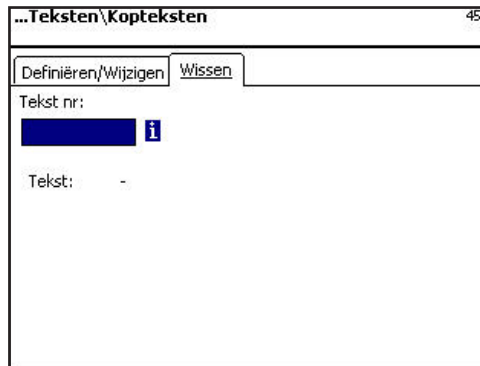 ...Teksten\Kopteksten 45
Definiëren/Wijzigen Wissen
Tekst nr:
i
Tekst: -